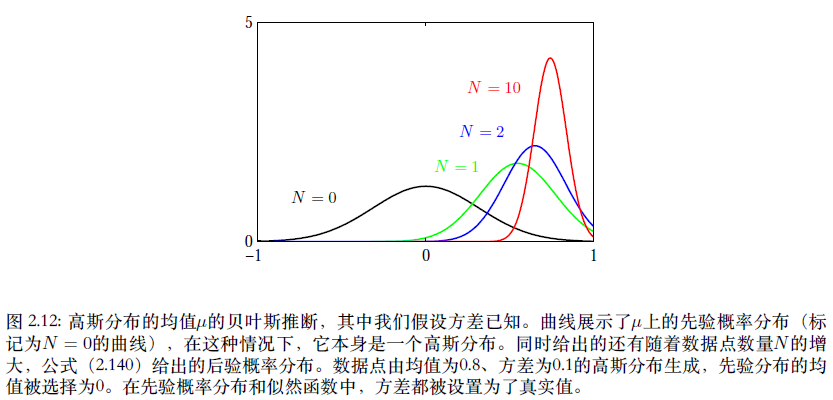 5
N = 10
N = 2
N = 1
N = 0
0
−1
0
1
图 2.12: 高斯分布的均值μ的贝叶斯推断，其中我们假设方差已知。曲线展示了μ上的先验概率分布（标
记为N = 0的曲线），在这种情况下，它本身是一个高斯分布。同时给出的还有随着数据点数量N的增
大，公式（2.140）给出的后验概率分布。数据点由均值为0.8、方差为0.1的高斯分布生成，先验分布的均
值被选择为0。在先验概率分布和似然函数中，方差都被设置为了真实值。